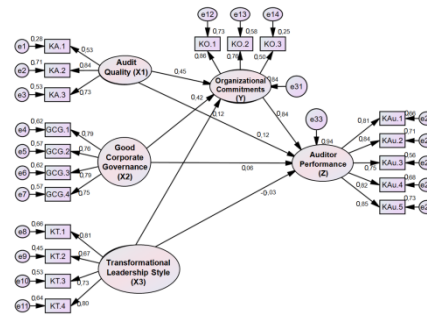 e12
e13
e14
0,73
0,58
0,25
KO.1
KO.2
KO.3
0,50
e1
0,28
KA.1
0,53
e2
0,71
KA.2
0,84
e3
0,53
KA.3
0,73
Audit
Quality (X1)
0,45
Organizational
Commitments
(Y)
0,84
e31
0,42
0,12
0,12
0,84
e33
0,94
e4
0,62
GCG.1
0,79
e5
0,57
GCG.2
0,76
e6
0,62
GCG.3
0,79
e7
0,57
GCG.4
0,75
Good
Corporate
Governance
(X2)
0,06
Auditor
Performance
(Z)
0,81
KAu.1
0,66
0,84
KAu.2
0,71
0,75
KAu.3
0,56
0,82
KAu.4
0,68
0,85
KAu.5
0,73
-0,03
e8
0,66
KT.1
0,81
e9
0,45
KT.2
0,67
e10
0,53
KT.3
0,73
e11
0,64
KT.4
0,80
Transformational
Leadership Style
(X3)